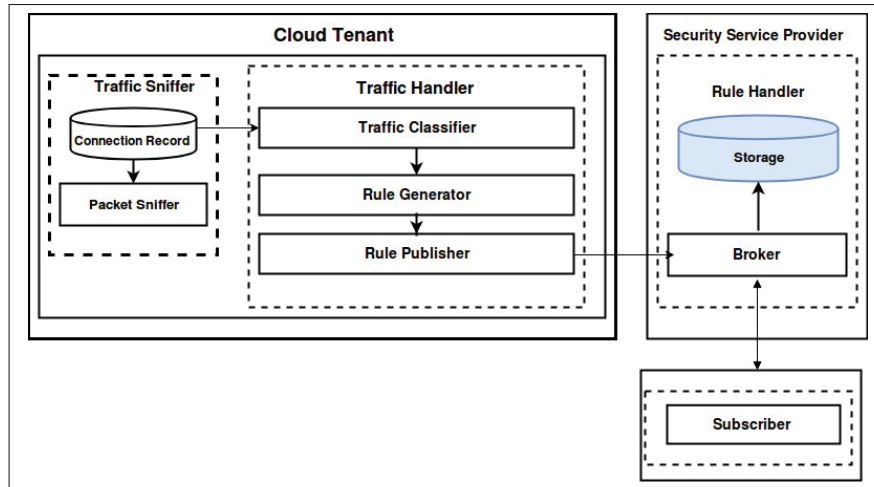 Cloud Tenant
Traffic Sniffer
Connection Record
Packet Sniffer
Traffic Handler
Traffic Classifier
Rule Generator
Rule Publisher
Security Service Provider
Rule Handler
Storage
Broker
Subscriber